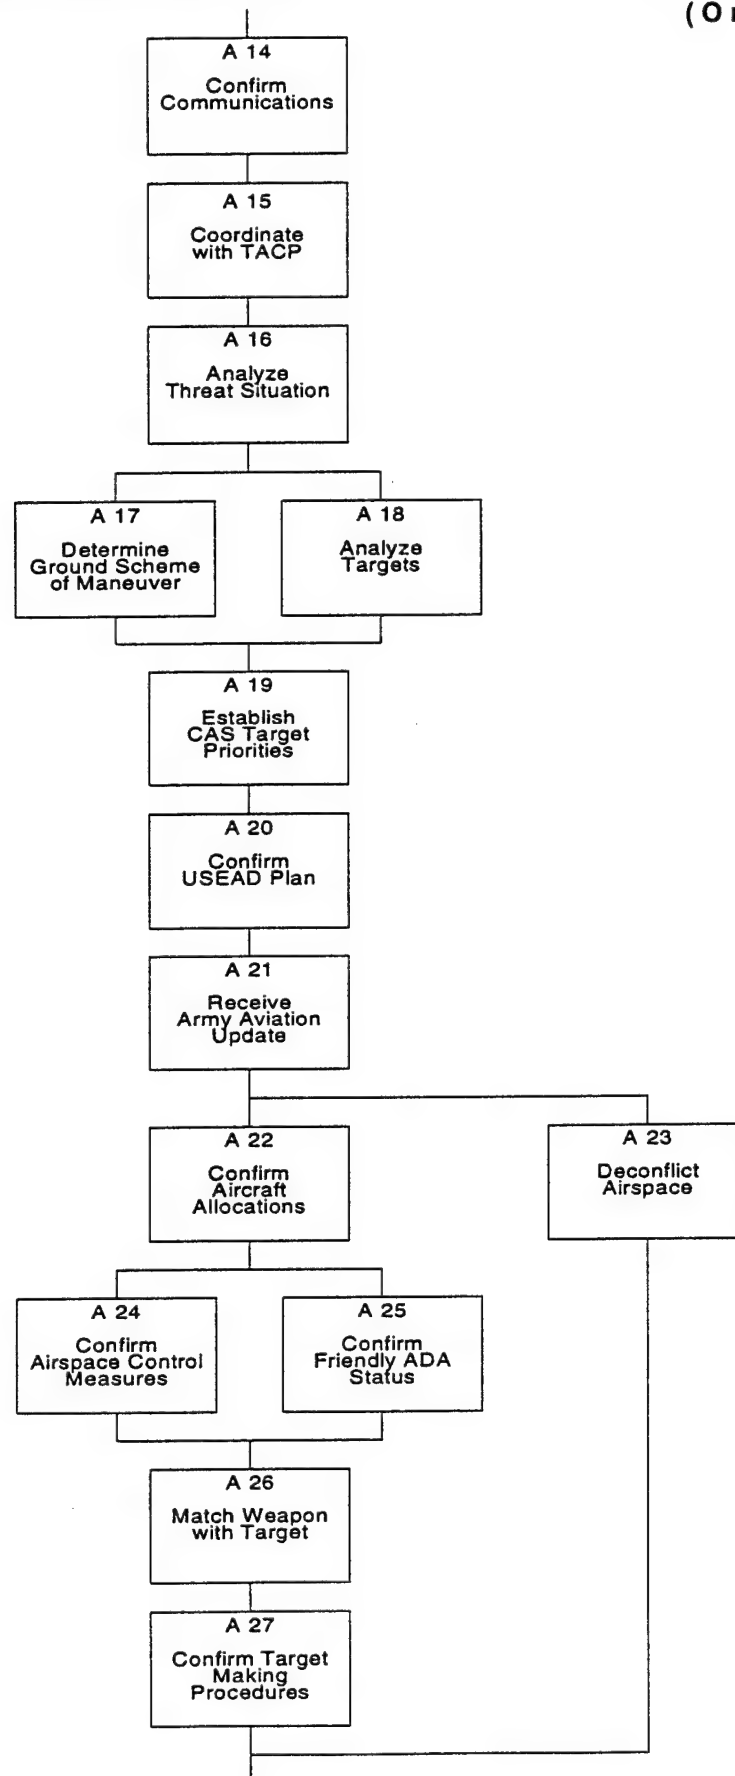 (O
A 14
Confirm
Communications
A 15
Coordinate
with TACP
A 16
Analyze
Threat Situation
A 17
Determine
Ground Scheme
of Maneuver
A 18
Analyze
Targets
A 19
Establish
CAS Target
Priorities
A 20
Confirm
USEAD Plan
A 21
Receive
Army Aviation
Update
A 22
Confirm
Aircraft
Allocations
A 23
Deconflict
Airspace
A 24
Confirm
Airspace Control
Measures
A 25
Confirm
Friendly ADA
Status
A 26
Match Weapon
with Target
A 27
Confirm Target
Making
Procedures